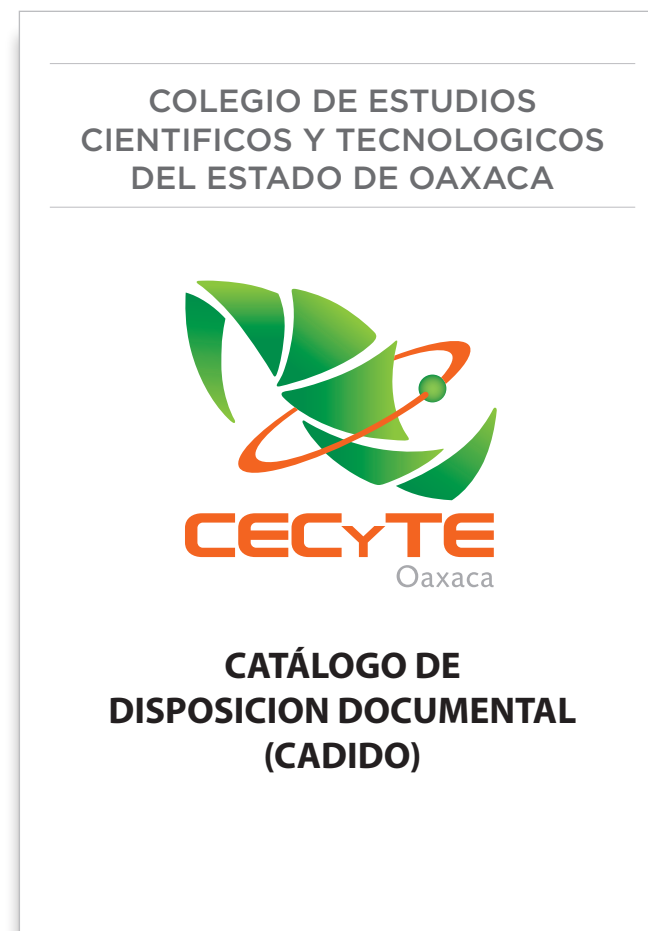 COLEGIO DE ESTUDIOS
CIENTIFICOS Y TECNOLOGICOS
DEL ESTADO DE OAXACA
CECyTE
Oaxaca
CATÁLOGO DE
DISPOSICION DOCUMENTAL
(CADIDO)